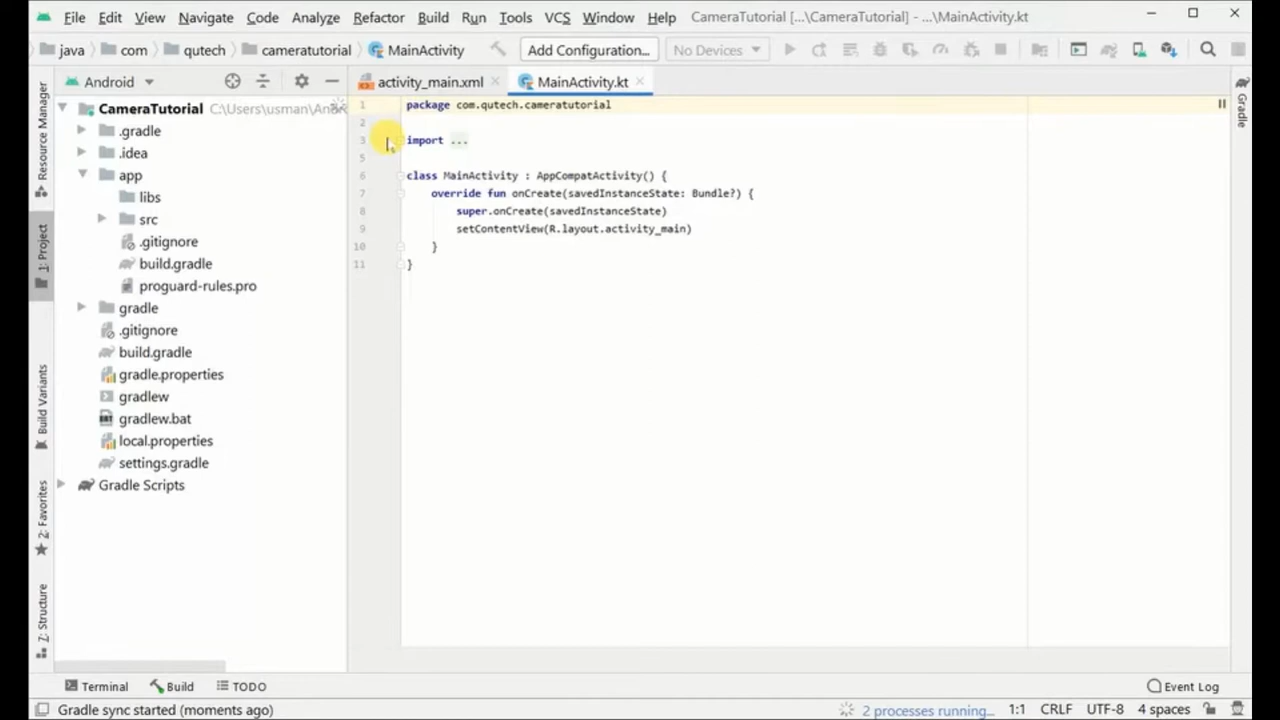 File Edit View Navigate Code Analyze Refactor Build Run Tools VCS Window Help CameraTutorial [...\CameraTutorial] - ...\MainActivity.kt
java com qutech cameratutorial MainActivity Add Configuration... No Devices
Android activity_main.xml MainActivity.kt
Resource Manager
1: Project
Build Variants
2: Favorites
7: Structure
CameraTutorial C:\Users\usman\An
.gradle
.idea
app
libs
src
.gitignore
build.gradle
proguard-rules.pro
gradle
.gitignore
build.gradle
gradle.properties
gradlew
gradlew.bat
local.properties
settings.gradle
Gradle Scripts
1 package com.qutech.cameratutorial
2
3 import ...
5
6 class MainActivity : AppCompatActivity() {
7 override fun onCreate(savedInstanceState: Bundle?) {
8 super.onCreate(savedInstanceState)
9 setContentView(R.layout.activity_main)
10 }
11 }
Gradle
Terminal Build TODO Event Log
Gradle sync started (moments ago) 2 processes running... 1:1 CRLF UTF-8 4 spaces